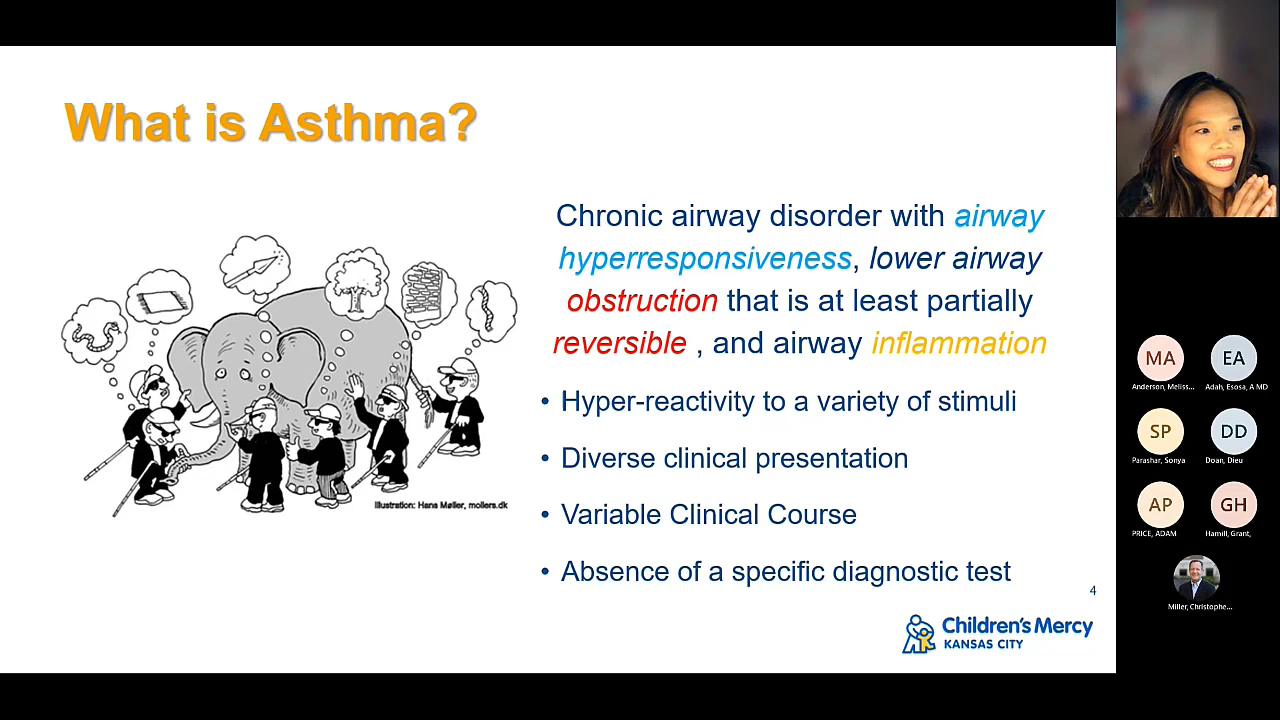 What is Asthma?
Chronic airway disorder with airway
hyperresponsiveness, lower airway
obstruction that is at least partially
reversible , and airway inflammation
• Hyper-reactivity to a variety of stimuli
• Diverse clinical presentation
• Variable Clinical Course
• Absence of a specific diagnostic test
Illustration: Hans Møller, mollers.dk
4
Children's Mercy
KANSAS CITY
MA
Anderson, Meliss...
EA
Adah, Esosa, A MD
SP
Parashar, Sonya
DD
Doan, Dieu
AP
PRICE, ADAM
GH
Hamill, Grant,
Miller, Christophe...